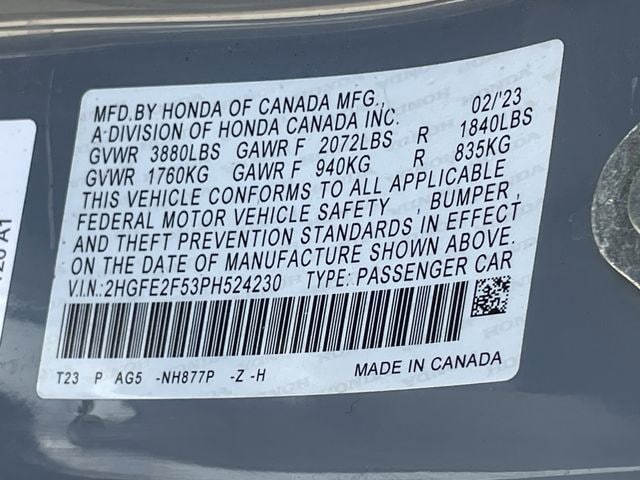 MFD.BY HONDA OF CANADA MFG., 02/'23
A DIVISION OF HONDA CANADA INC.
GVWR 3880LBS GAWR F 2072LBS R 1840LBS
GVWR 1760KG GAWR F 940KG R 835KG
THIS VEHICLE CONFORMS TO ALL APPLICABLE
FEDERAL MOTOR VEHICLE SAFETY , BUMPER ,
AND THEFT PREVENTION STANDARDS IN EFFECT
ON THE DATE OF MANUFACTURE SHOWN ABOVE.
V.I.N.:2HGFE2F53PH524230 TYPE: PASSENGER CAR
T23 P AG5 -NH877P -Z -H MADE IN CANADA